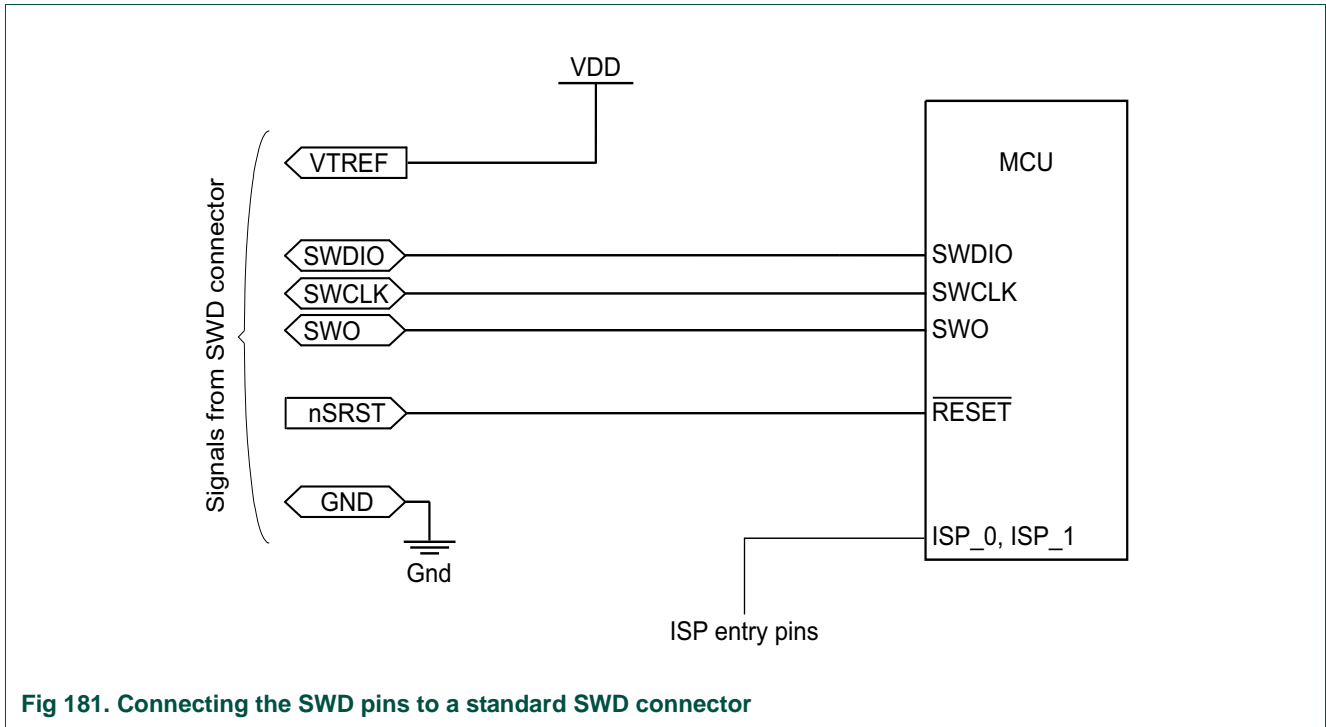 VDD
VTREF
MCU
Signals from SWD connector
SWDIO
SWDIO
SWCLK
SWCLK
SWO
SWO
nSRST
RESET
GND
Gnd
ISP_0, ISP_1
ISP entry pins
Fig 181. Connecting the SWD pins to a standard SWD connector